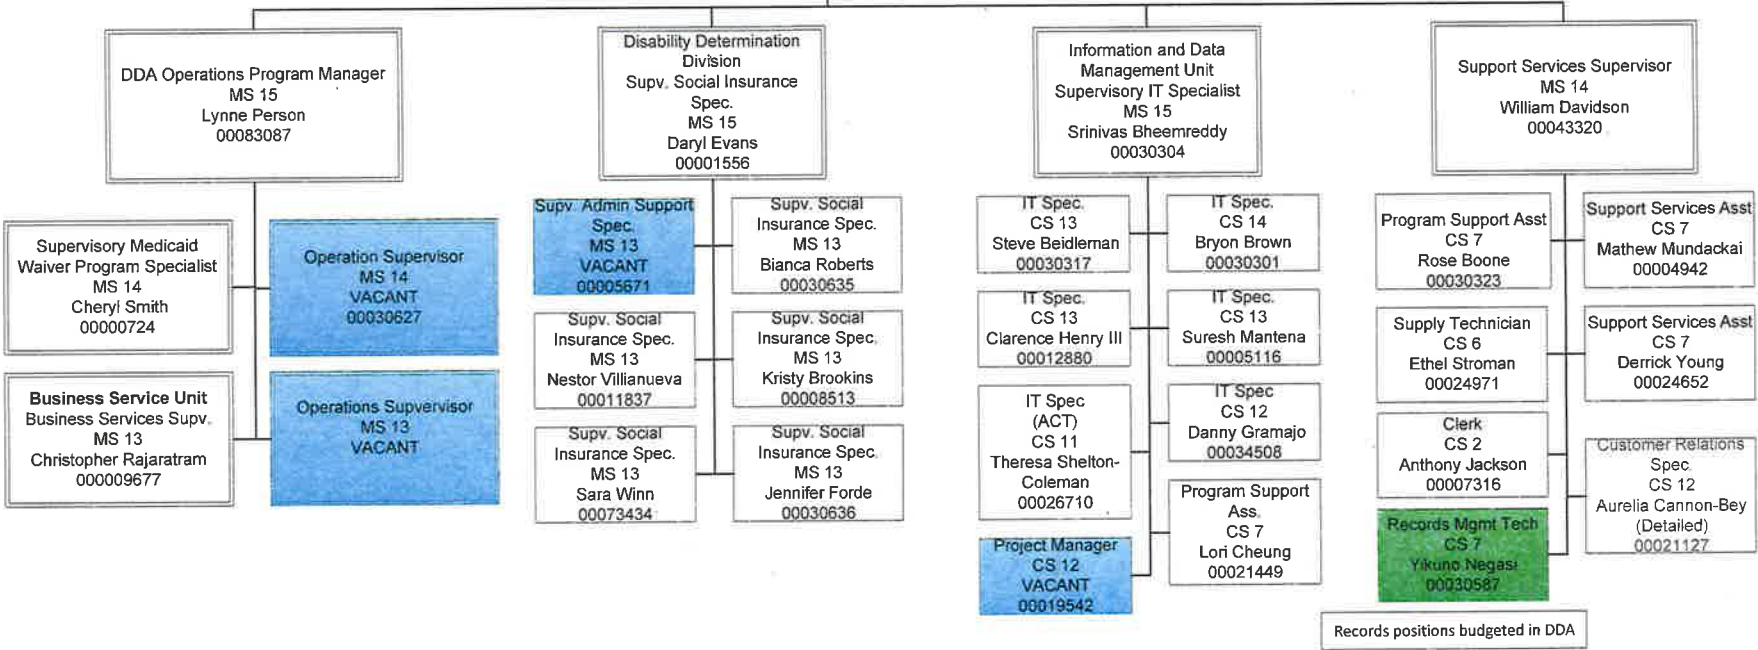 DDA Operations Program Manager
MS 15
Lynne Person
00083087
Supervisory Medicaid
Waiver Program Specialist
MS 14
Cheryl Smith
00000724
Operation Supervisor
MS 14
VACANT
00030627
Business Service Unit
Business Services Supv.
MS 13
Christopher Rajaratram
000009677
Operations Supvervisor
MS 13
VACANT
Disability Determination
Division
Supv. Social Insurance
Spec.
MS 15
Daryl Evans
00001556
Supv. Admin Support
Spec.
MS 13
VACANT
00005671
Supv. Social
Insurance Spec.
MS 13
Bianca Roberts
00030635
Supv. Social
Insurance Spec.
MS 13
Nestor Villianueva
00011837
Supv. Social
Insurance Spec.
MS 13
Kristy Brookins
00008513
Supv. Social
Insurance Spec.
MS 13
Sara Winn
00073434
Supv. Social
Insurance Spec.
MS 13
Jennifer Forde
00030636
Information and Data
Management Unit
Supervisory IT Specialist
MS 15
Srinivas Bheemreddy
00030304
IT Spec.
CS 13
Steve Beidleman
00030317
IT Spec.
CS 14
Bryon Brown
00030301
IT Spec.
CS 13
Clarence Henry III
00012880
IT Spec.
CS 13
Suresh Mantena
00005116
IT Spec
(ACT)
CS 11
Theresa Shelton-
Coleman
00026710
IT Spec
CS 12
Danny Gramajo
00034508
Program Support
Ass.
CS 7
Lori Cheung
00021449
Project Manager
CS 12
VACANT
00019542
Support Services Supervisor
MS 14
William Davidson
00043320
Program Support Asst
CS 7
Rose Boone
00030323
Support Services Asst
CS 7
Mathew Mundackai
00004942
Supply Technician
CS 6
Ethel Stroman
00024971
Support Services Asst
CS 7
Derrick Young
00024652
Clerk
CS 2
Anthony Jackson
00007316
Customer Relations
Spec.
CS 12
Aurelia Cannon-Bey
(Detailed)
00021127
Records Mgmt Tech
CS 7
Yikuno Negasi
00030587
Records positions budgeted in DDA